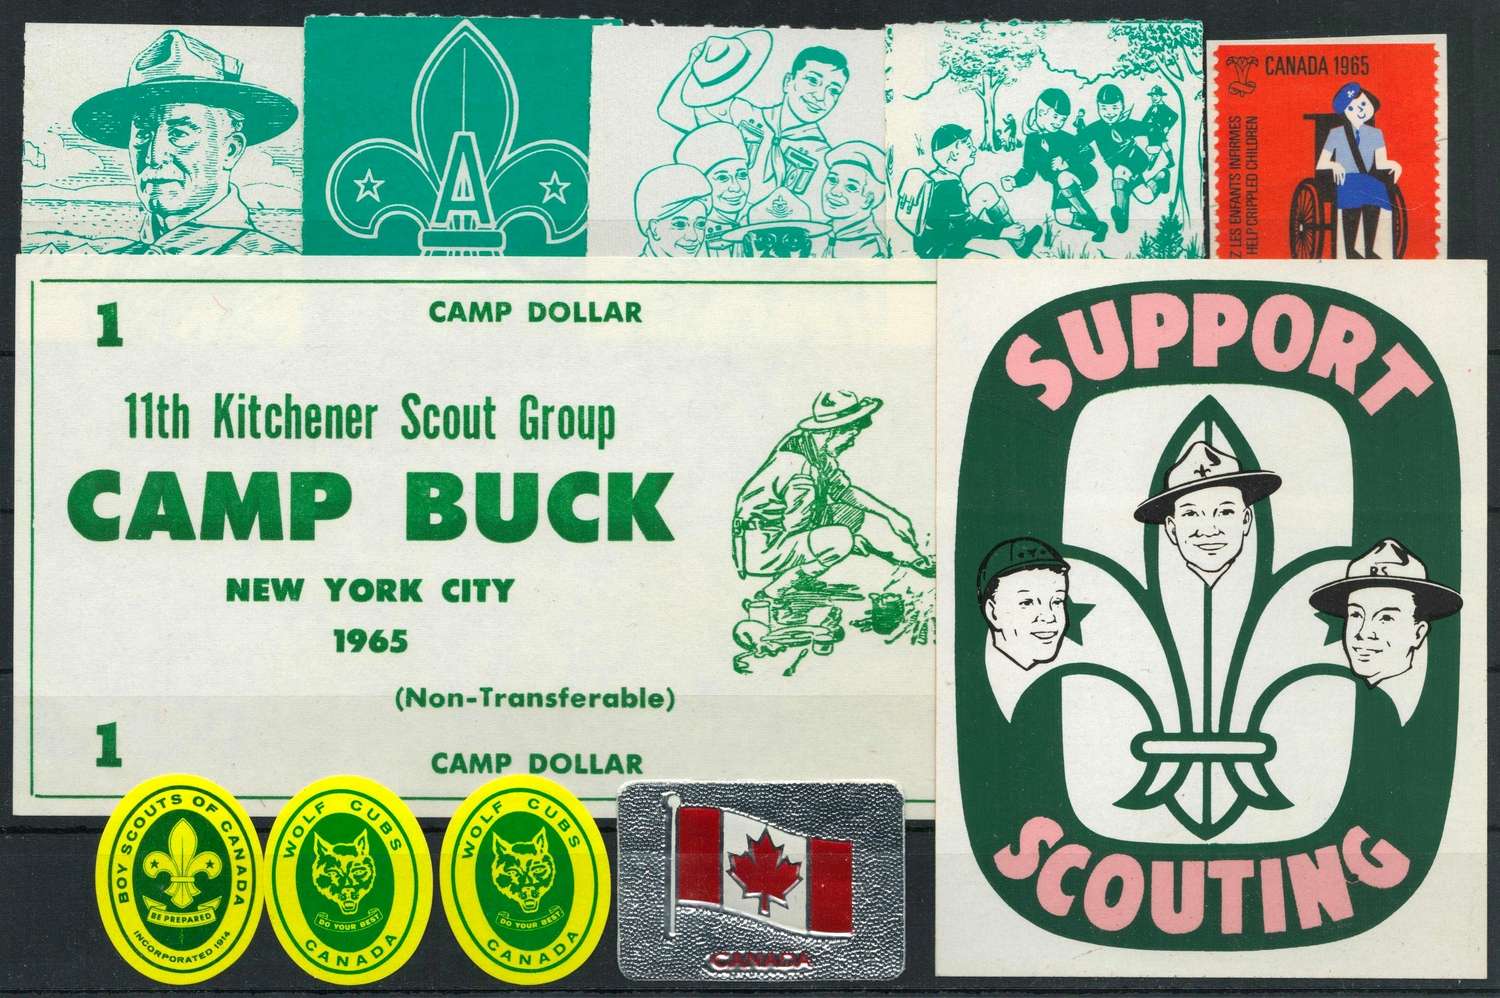 CANADA 1965
Z LES ENFANTS INFIRMES
HELP CRIPPLED CHILDREN
1
CAMP DOLLAR
11th Kitchener Scout Group
CAMP BUCK
NEW YORK CITY
1965
(Non-Transferable)
1
CAMP DOLLAR
SUPPORT
RS
SCOUTING
BOY SCOUTS OF CANADA
BE PREPARED
INCORPORATED 1914
WOLF CUBS
DO YOUR BEST
CANADA
WOLF CUBS
DO YOUR BEST
CANADA
CANADA